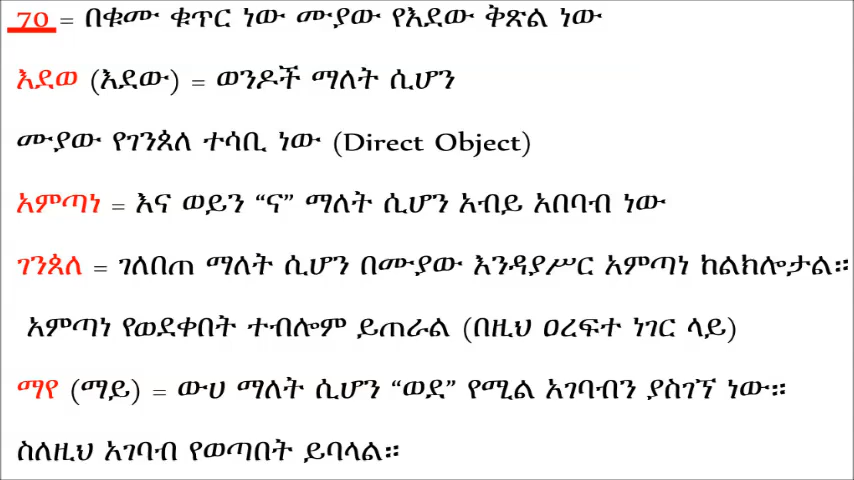 70 = በቁሙ ቁጥር ነው ሙያው የእደው ቅጽል ነው
እደወ (እደው) = ወንዶች ማለት ሲሆን
ሙያው የገንጳለ ተሳቢ ነው (Direct Object)
አምጣነ = እና ወይን “ና” ማለት ሲሆን አብይ አበባብ ነው
ገንጳለ = ገለበጠ ማለት ሲሆን በሙያው እንዳያሥር አምጣነ ከልክሎታል።
አምጣነ የወደቀበት ተብሎም ይጠራል (በዚህ ዐረፍተ ነገር ላይ)
ማየ (ማይ) = ውሀ ማለት ሲሆን “ወደ” የሚል አገባብን ያስገኘ ነው።
ስለዚህ አገባብ የወጣበት ይባላል።